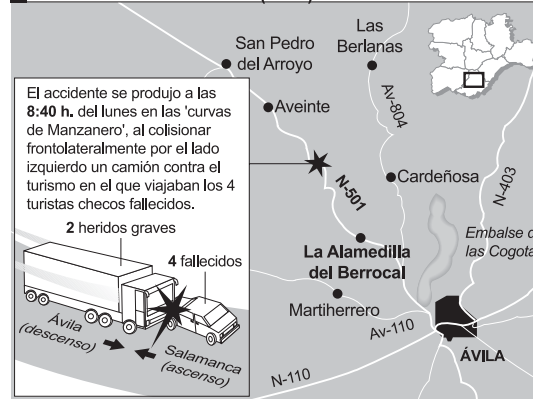 Las
Berlanas
San Pedro
del Arroyo
El accidente se produjo a las
8:40 h. del lunes en las 'curvas
de Manzanero', al colisionar
frontolateralmente por el lado
izquierdo un camión contra el
turismo en el que viajaban los 4
turistas checos fallecidos.
2 heridos graves
4 fallecidos
Ávila
(descenso)
Salamanca
(ascenso)
Aveinte
Av-804
Cardeñosa
N-403
N-501
Embalse d
las Cogota
La Alamedilla
del Berrocal
Martiherrero
Av-110
ÁVILA
N-110